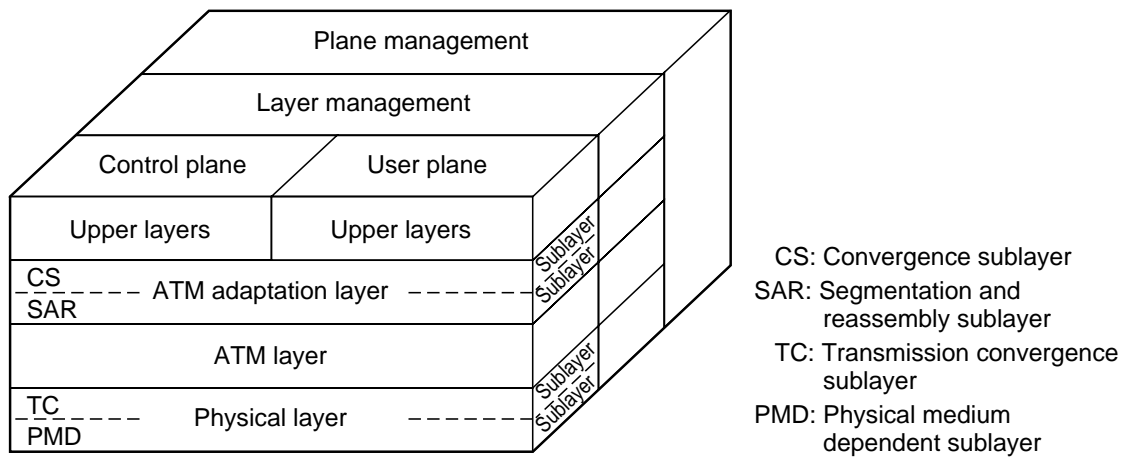 Plane management
Layer management
Control plane
User plane
Upper layers
Upper layers
Sublayer
Sublayer
CS
ATM adaptation layer
SAR
ATM layer
Sublayer
Sublayer
TC
Physical layer
PMD
CS: Convergence sublayer
SAR: Segmentation and
reassembly sublayer
TC: Transmission convergence
sublayer
PMD: Physical medium
dependent sublayer